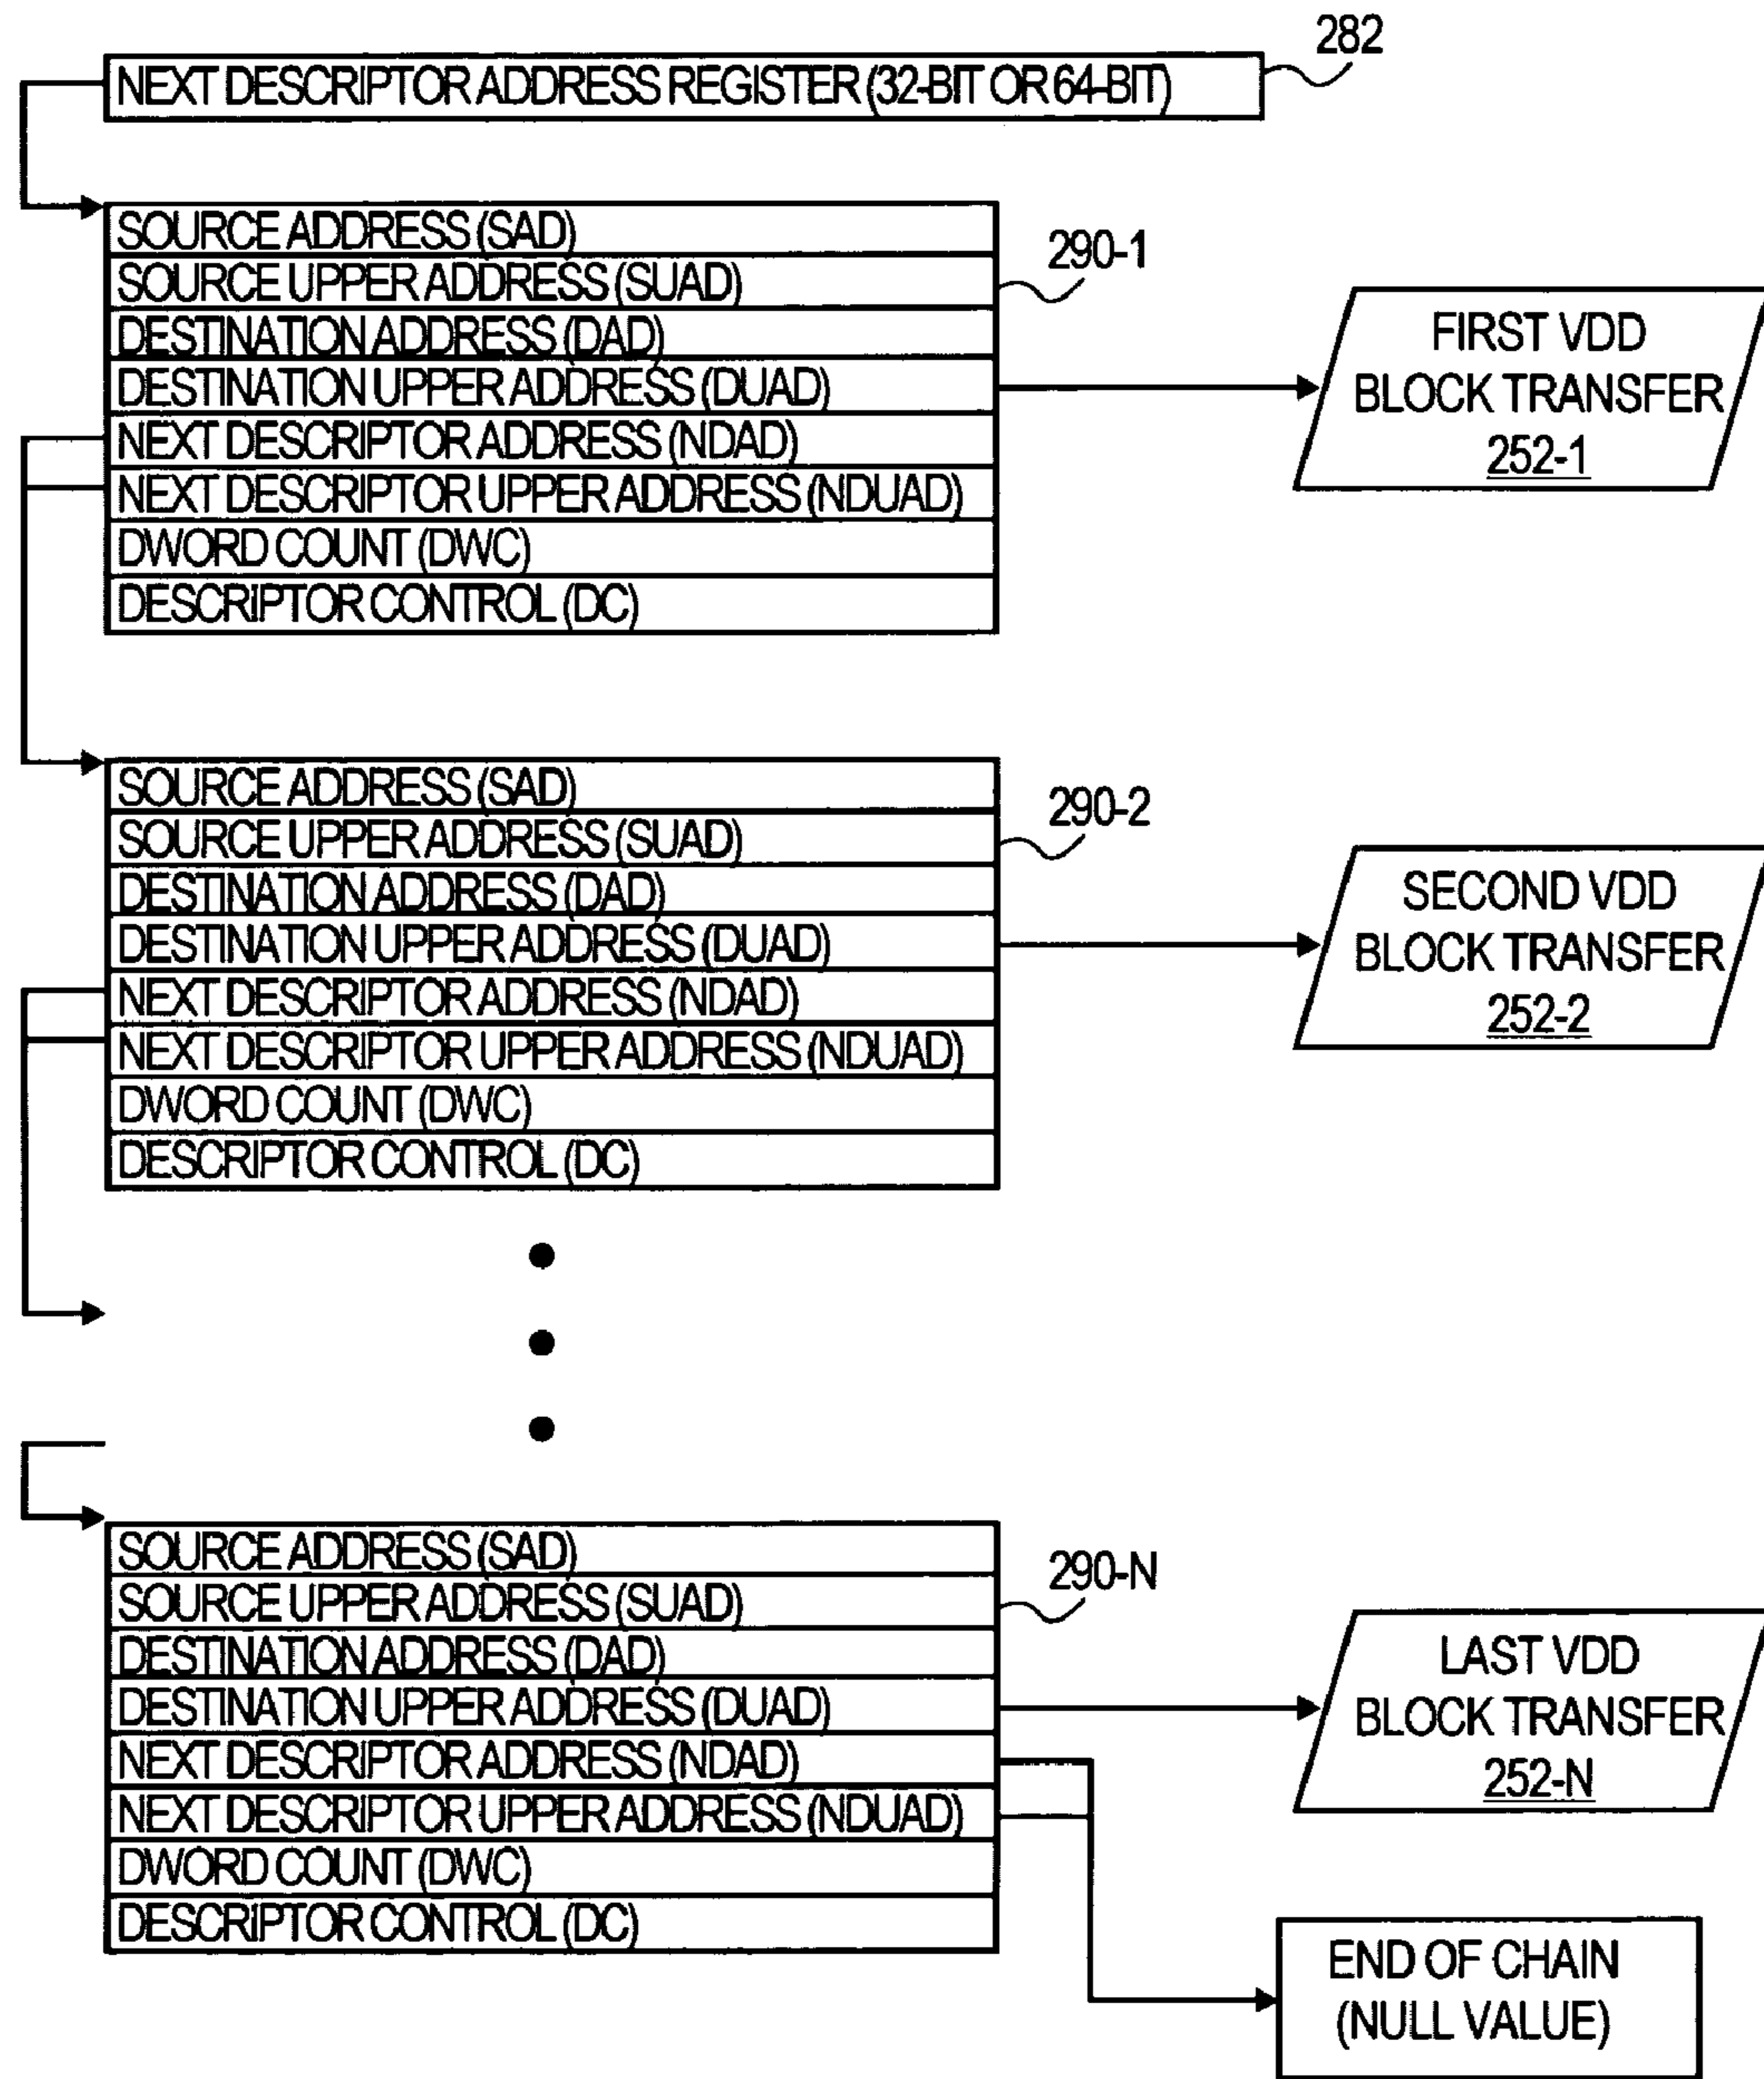 282
NEXT DESCRIPTOR ADDRESS REGISTER (32-BIT OR 64-BIT)
SOURCE ADDRESS (SAD)
SOURCE UPPER ADDRESS (SUAD)
DESTINATION ADDRESS (DAD)
DESTINATION UPPER ADDRESS (DUAD)
NEXT DESCRIPTOR ADDRESS (NDAD)
NEXT DESCRIPTOR UPPER ADDRESS (NDUAD)
DWORD COUNT (DWC)
DESCRIPTOR CONTROL (DC)
290-1
FIRST VDD
BLOCK TRANSFER
252-1
SOURCE ADDRESS (SAD)
SOURCE UPPER ADDRESS (SUAD)
DESTINATION ADDRESS (DAD)
DESTINATION UPPER ADDRESS (DUAD)
NEXT DESCRIPTOR ADDRESS (NDAD)
NEXT DESCRIPTOR UPPER ADDRESS (NDUAD)
DWORD COUNT (DWC)
DESCRIPTOR CONTROL (DC)
290-2
SECOND VDD
BLOCK TRANSFER
252-2
SOURCE ADDRESS (SAD)
SOURCE UPPER ADDRESS (SUAD)
DESTINATION ADDRESS (DAD)
DESTINATION UPPER ADDRESS (DUAD)
NEXT DESCRIPTOR ADDRESS (NDAD)
NEXT DESCRIPTOR UPPER ADDRESS (NDUAD)
DWORD COUNT (DWC)
DESCRIPTOR CONTROL (DC)
290-N
LAST VDD
BLOCK TRANSFER
252-N
END OF CHAIN
(NULL VALUE)